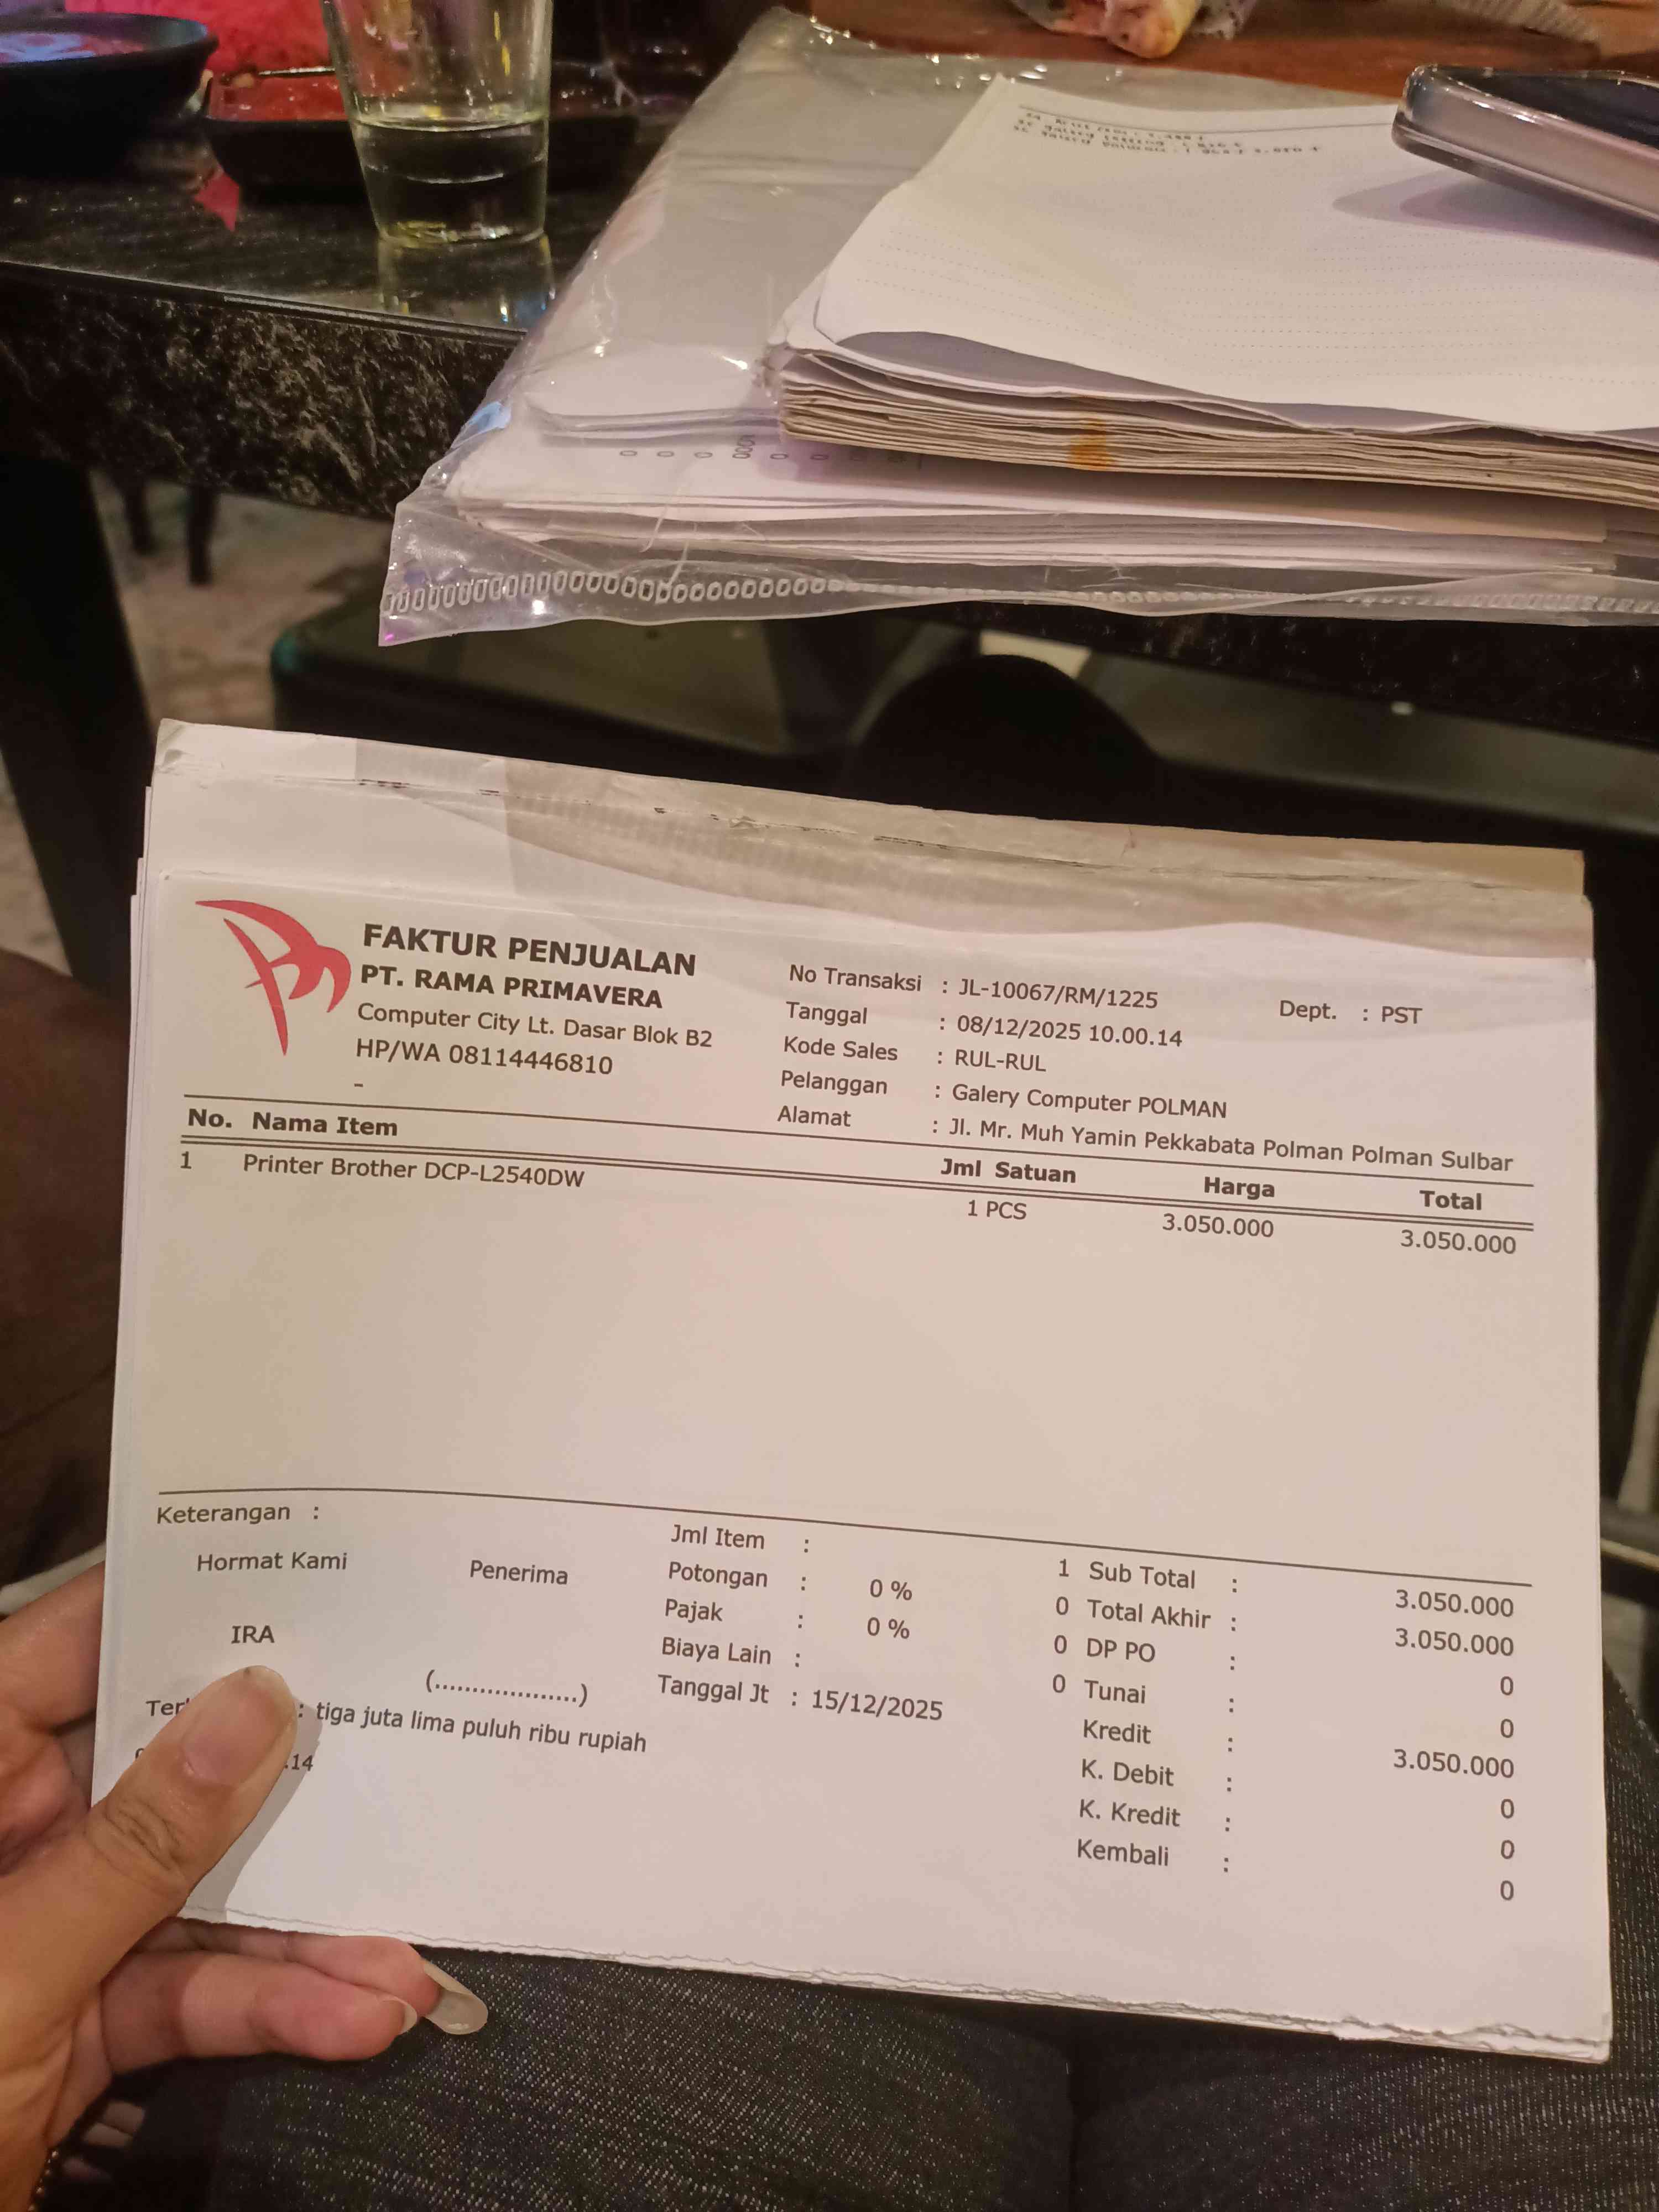 FAKTUR PENJUALAN
PT. RAMA PRIMAVERA
Computer City Lt. Dasar Blok B2
HP/WA 08114446810
-
No Transaksi : JL-10067/RM/1225
Dept. : PST
Tanggal : 08/12/2025 10.00.14
Kode Sales : RUL-RUL
Pelanggan : Galery Computer POLMAN
Alamat : Jl. Mr. Muh Yamin Pekkabata Polman Polman Sulbar
No. Nama Item Jml Satuan Harga Total
1 Printer Brother DCP-L2540DW 1 PCS 3.050.000 3.050.000
Keterangan :
Hormat Kami Penerima
IRA
(...................)
: tiga juta lima puluh ribu rupiah
.14
Jml Item : 1
Potongan : 0 % 0
Pajak : 0 % 0
Biaya Lain : 0
Tanggal Jt : 15/12/2025
Sub Total : 3.050.000
Total Akhir : 3.050.000
DP PO : 0
Tunai : 0
Kredit : 3.050.000
K. Debit : 0
K. Kredit : 0
Kembali : 0